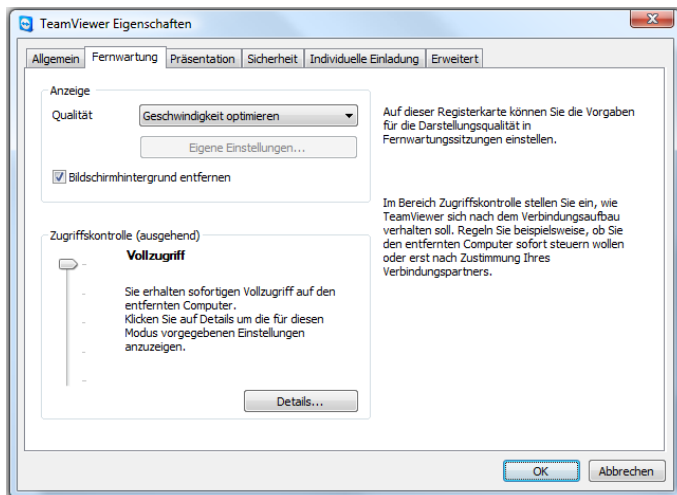 TeamViewer Eigenschaften
Allgemein Fernwartung Präsentation Sicherheit Individuelle Einladung Erweitert
Anzeige
Qualität Geschwindigkeit optimieren
Eigene Einstellungen...
Bildschirmhintergrund entfernen
Auf dieser Registerkarte können Sie die Vorgaben
für die Darstellungsqualität in
Fernwartungssitzungen einstellen.
Im Bereich Zugriffskontrolle stellen Sie ein, wie
TeamViewer sich nach dem Verbindungsaufbau
verhalten soll. Regeln Sie beispielsweise, ob Sie
den entfernten Computer sofort steuern wollen
oder erst nach Zustimmung Ihres
Verbindungspartners.
Zugriffskontrolle (ausgehend)
Vollzugriff
Sie erhalten sofortigen Vollzugriff auf den
entfernten Computer.
Klicken Sie auf Details um die für diesen
Modus vorgegebenen Einstellungen
anzuzeigen.
Details...
OK Abbrechen